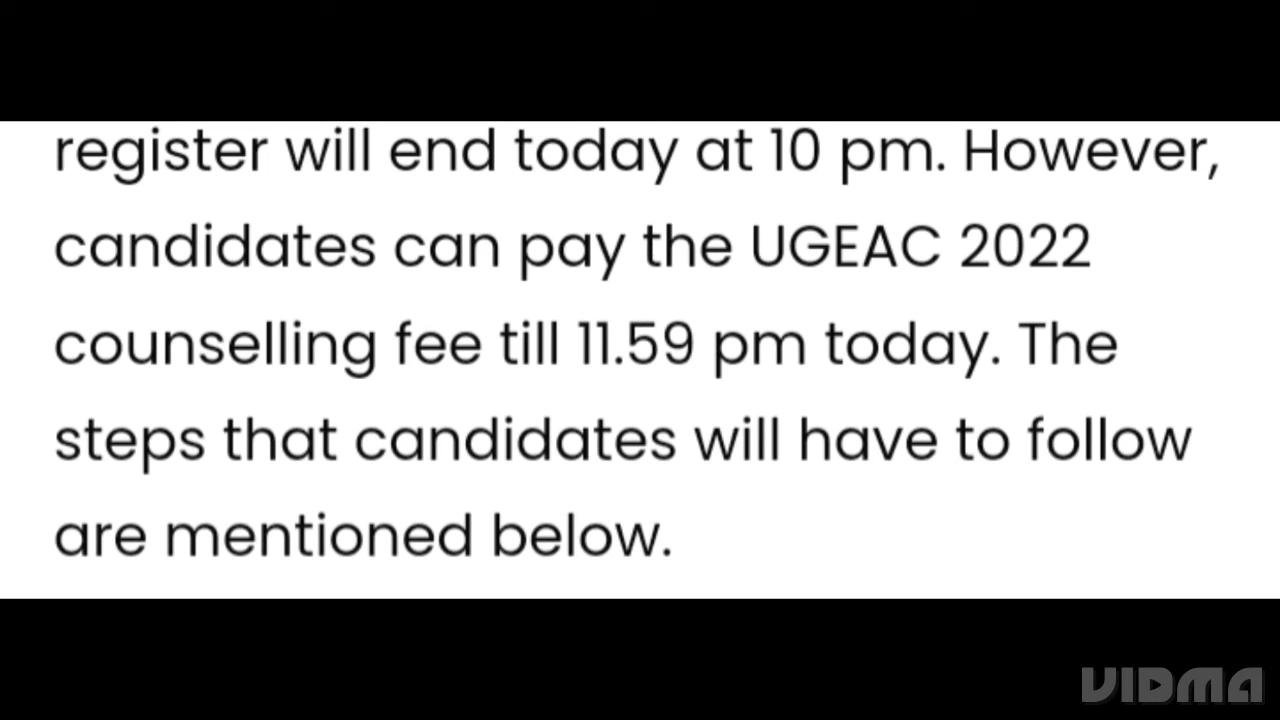 register will end today at 10 pm. However,
candidates can pay the UGEAC 2022
counselling fee till 11.59 pm today. The
steps that candidates will have to follow
are mentioned below.
VIDMA